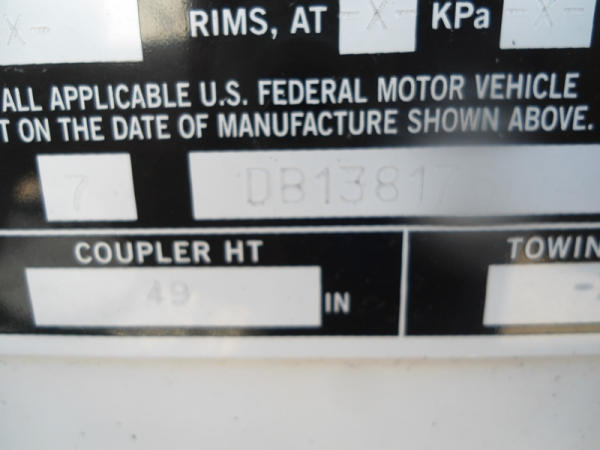 -X- RIMS, AT -X- KPa -X-
ALL APPLICABLE U.S. FEDERAL MOTOR VEHICLE
T ON THE DATE OF MANUFACTURE SHOWN ABOVE.
7
COUPLER HT TOWIN
49 IN